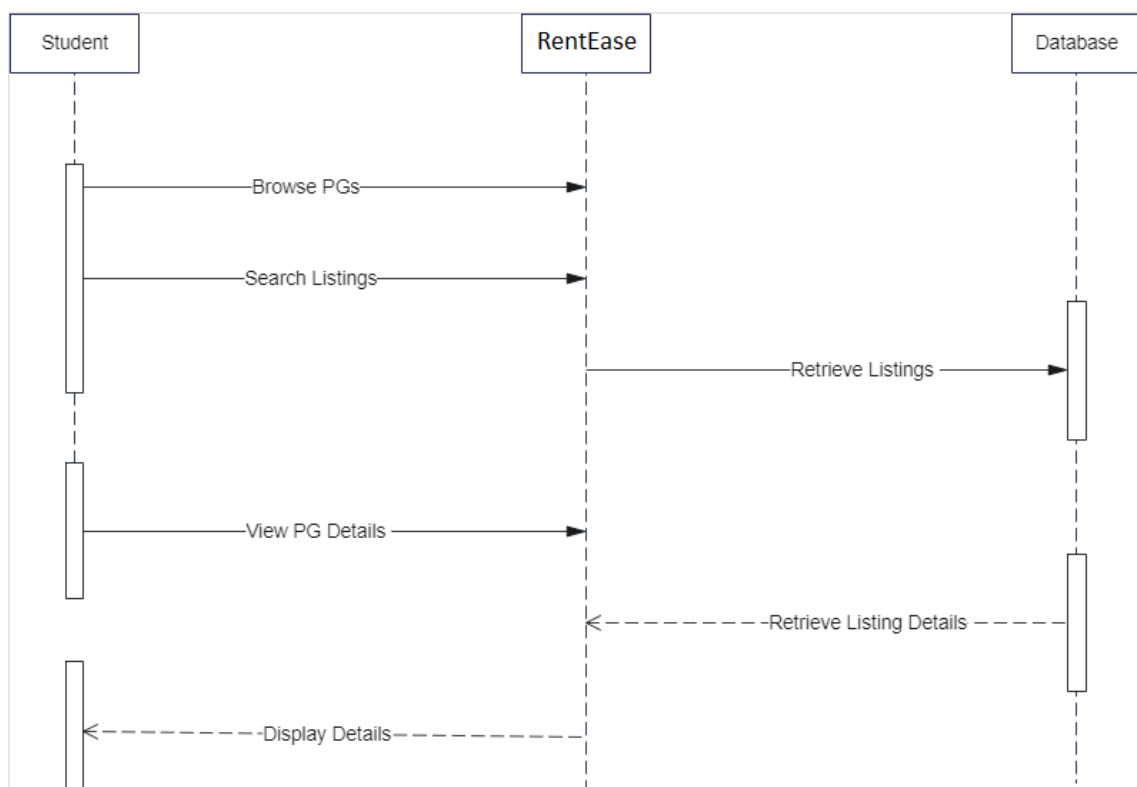 Student
RentEase
Database
Browse PGs
Search Listings
Retrieve Listings
View PG Details
Retrieve Listing Details
Display Details